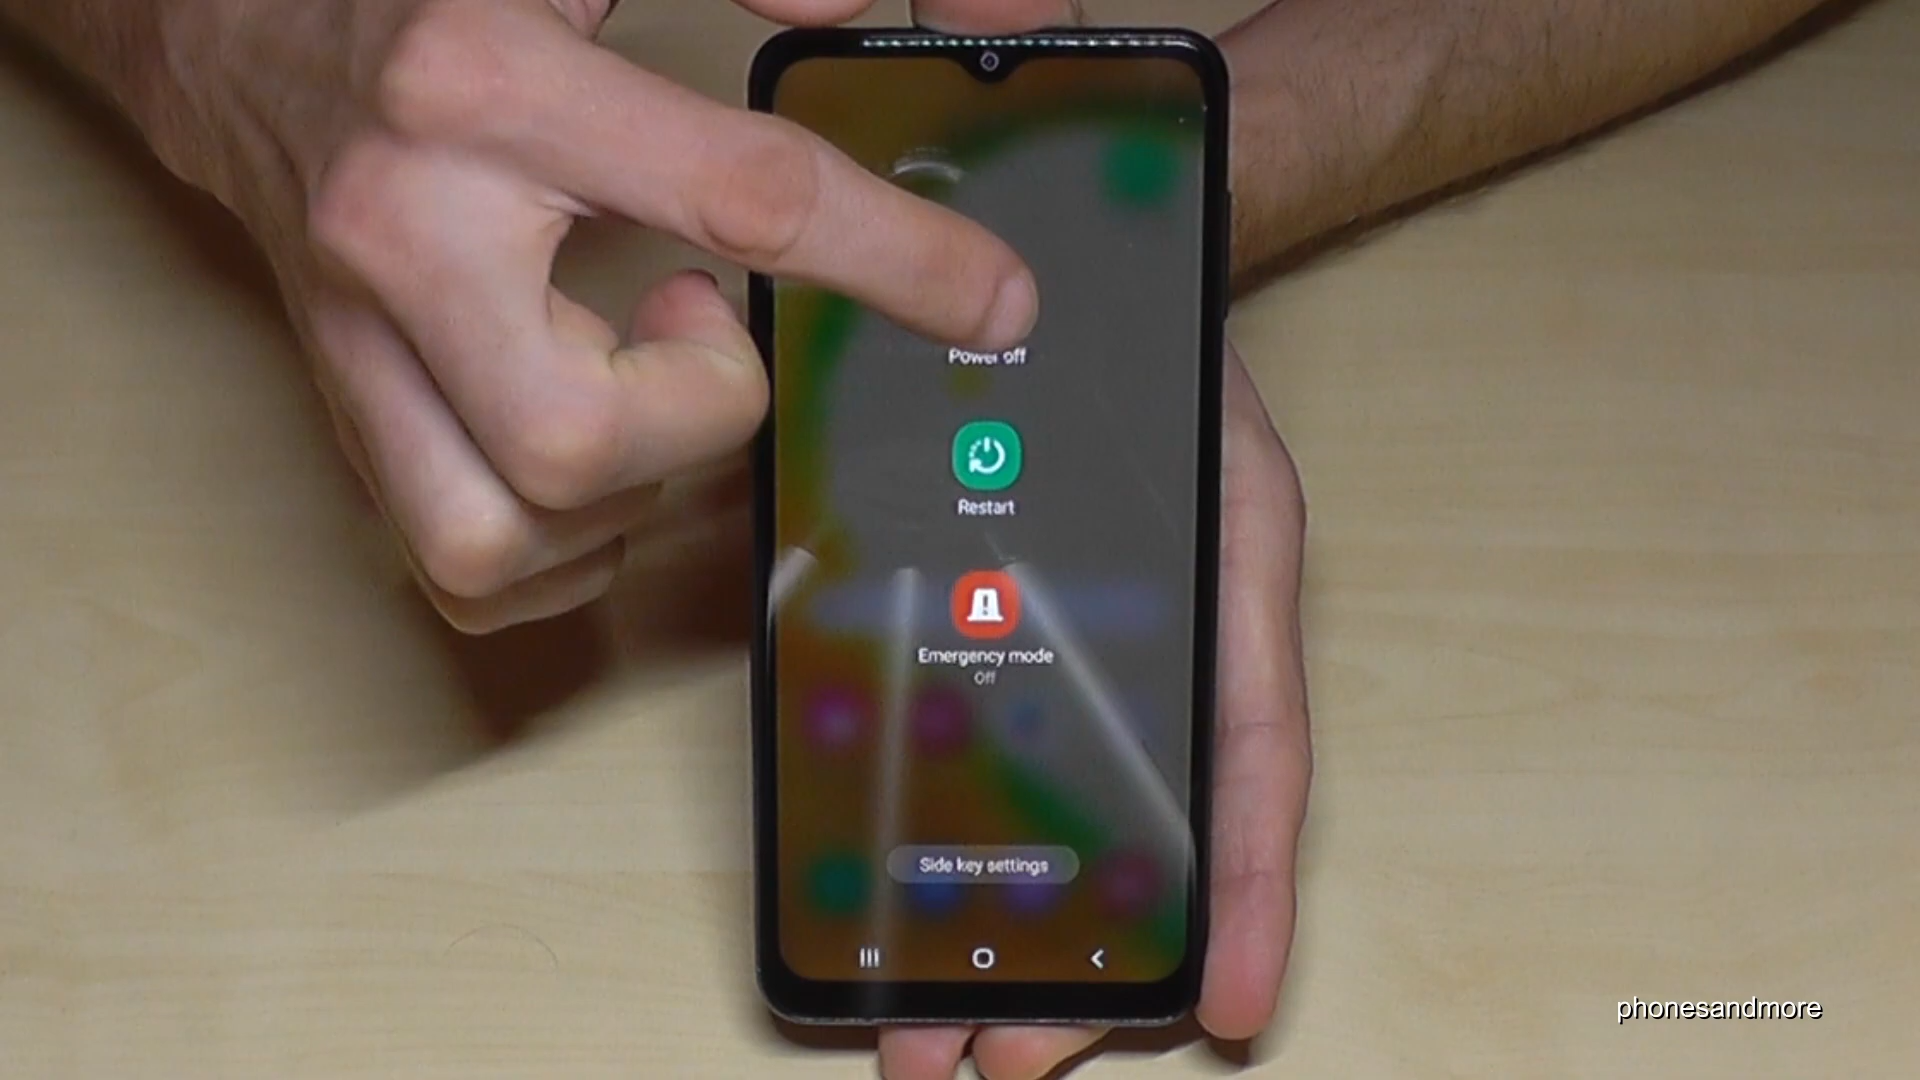 Power off
Restart
Emergency mode
Off
Side key settings
phonesandmore